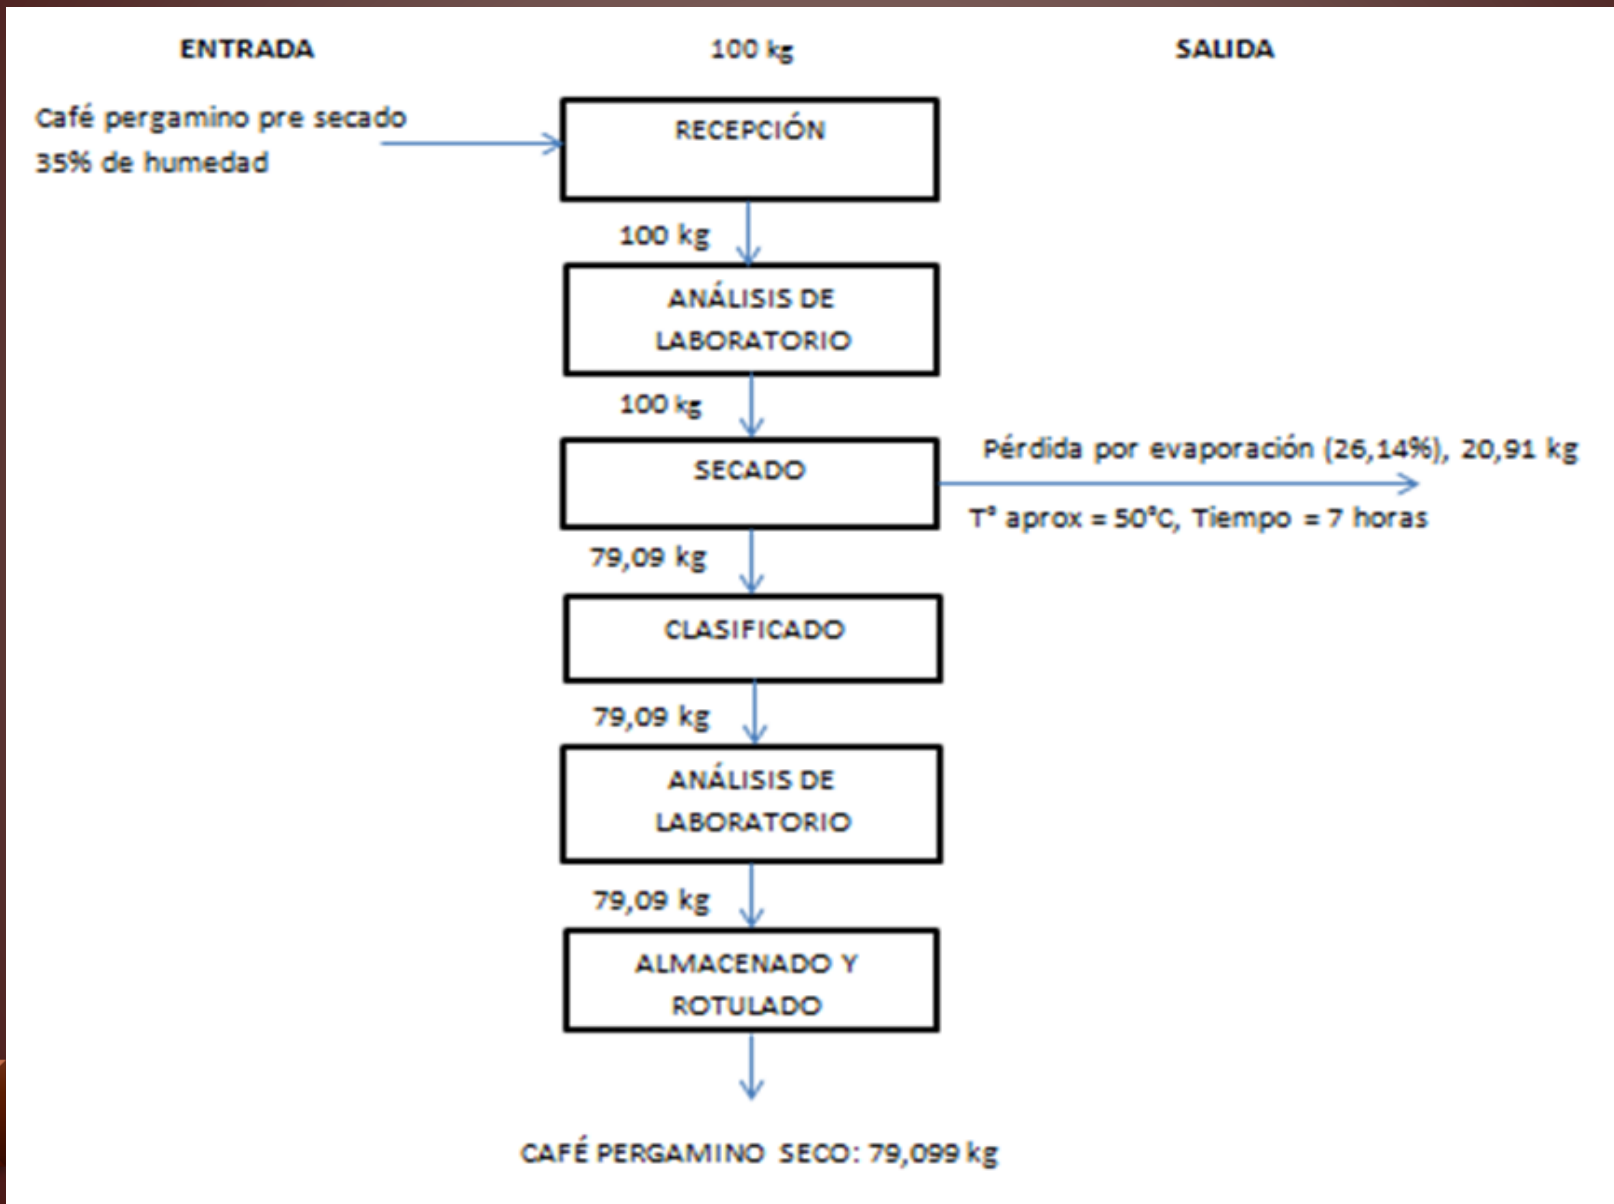 ENTRADA
100 kg
SALIDA
Café pergamino pre secado
35% de humedad
RECEPCIÓN
100 kg
ANÁLISIS DE
LABORATORIO
100 kg
SECADO
Pérdida por evaporación (26,14%), 20,91 kg
T° aprox = 50°C, Tiempo = 7 horas
79,09 kg
CLASIFICADO
79,09 kg
ANÁLISIS DE
LABORATORIO
79,09 kg
ALMACENADO Y
ROTULADO
CAFÉ PERGAMINO SECO: 79,099 kg